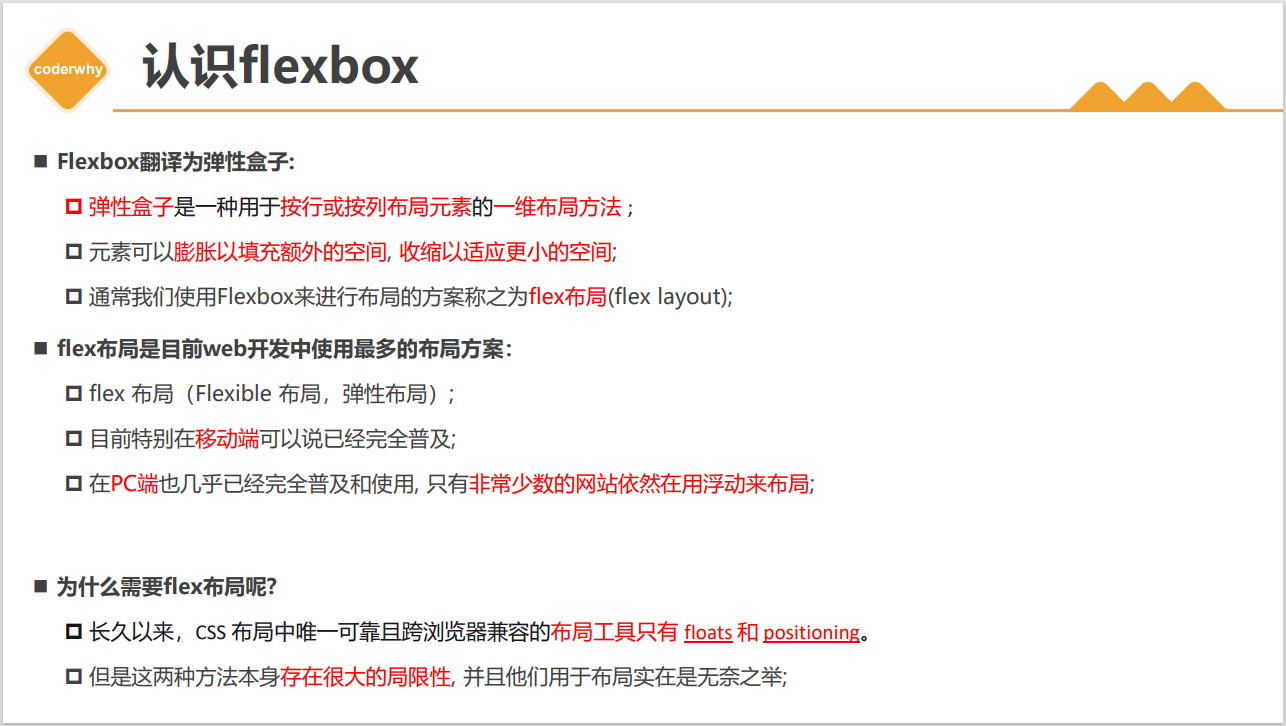 coderwhy
认识flexbox
Flexbox翻译为弹性盒子:
弹性盒子是一种用于按行或按列布局元素的一维布局方法 ;
元素可以膨胀以填充额外的空间, 收缩以适应更小的空间;
通常我们使用Flexbox来进行布局的方案称之为flex布局(flex layout);
flex布局是目前web开发中使用最多的布局方案:
flex 布局（Flexible 布局，弹性布局）;
目前特别在移动端可以说已经完全普及;
在PC端也几乎已经完全普及和使用, 只有非常少数的网站依然在用浮动来布局;
为什么需要flex布局呢?
长久以来，CSS 布局中唯一可靠且跨浏览器兼容的布局工具只有 floats 和 positioning。
但是这两种方法本身存在很大的局限性, 并且他们用于布局实在是无奈之举;